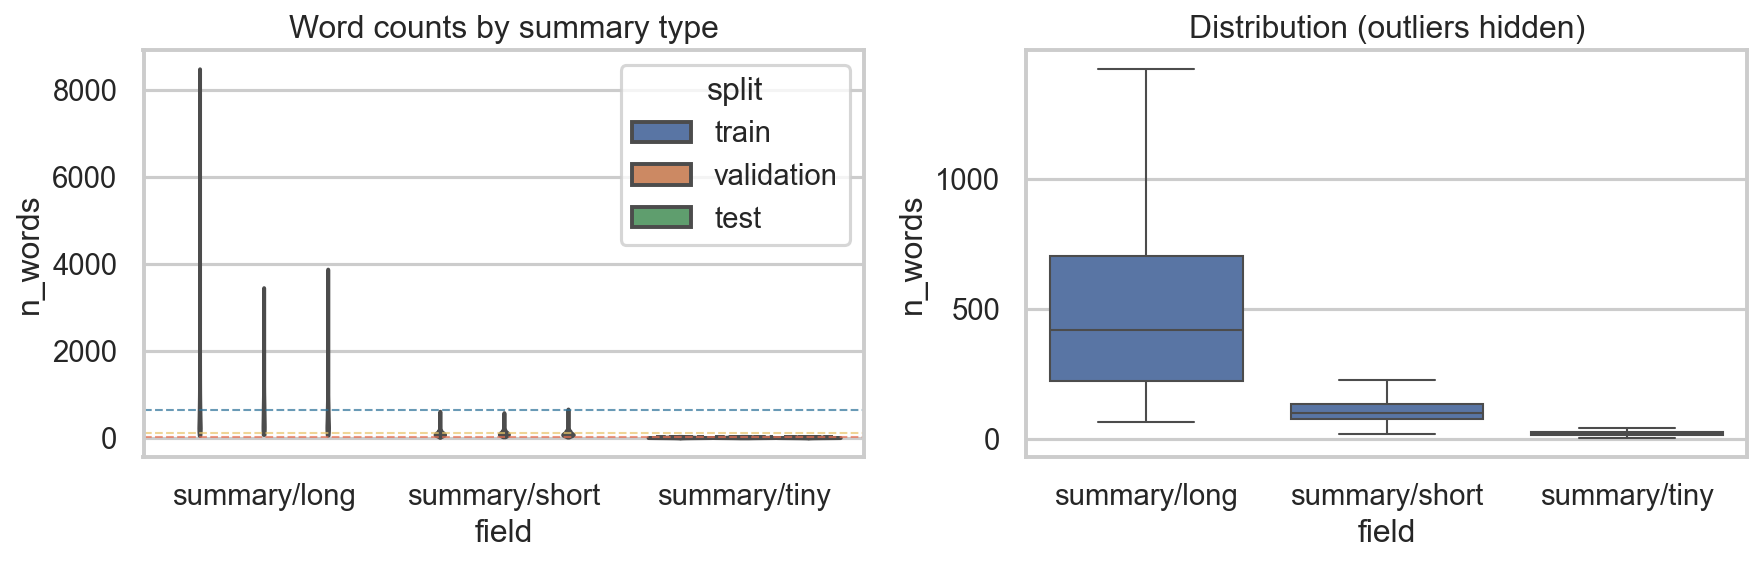 Word counts by summary type
n_words
8000
6000
4000
2000
0
split
train
validation
test
summary/long
summary/short
summary/tiny
field
Distribution (outliers hidden)
n_words
1000
500
0
summary/long
summary/short
summary/tiny
field